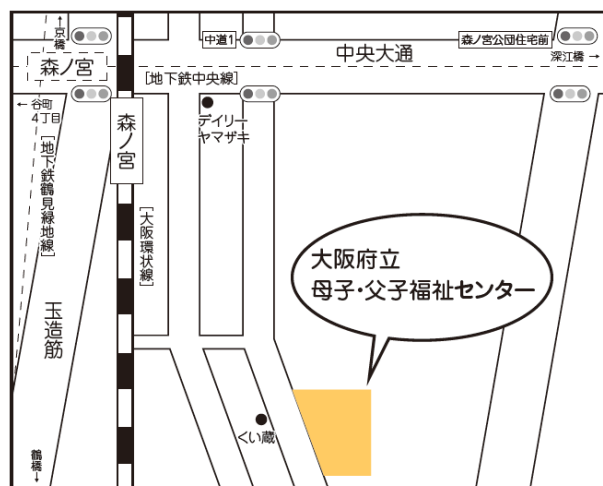 ↑京橋
中道1
森ノ宮公団住宅前
中央大通
森ノ宮
[地下鉄中央線]
深江橋→
←谷町
4丁目
デイリー
ヤマザキ
森ノ宮
[地下鉄鶴見緑地線]
[大阪環状線]
大阪府立
母子・父子福祉センター
玉造筋
くい蔵
鶴橋↓